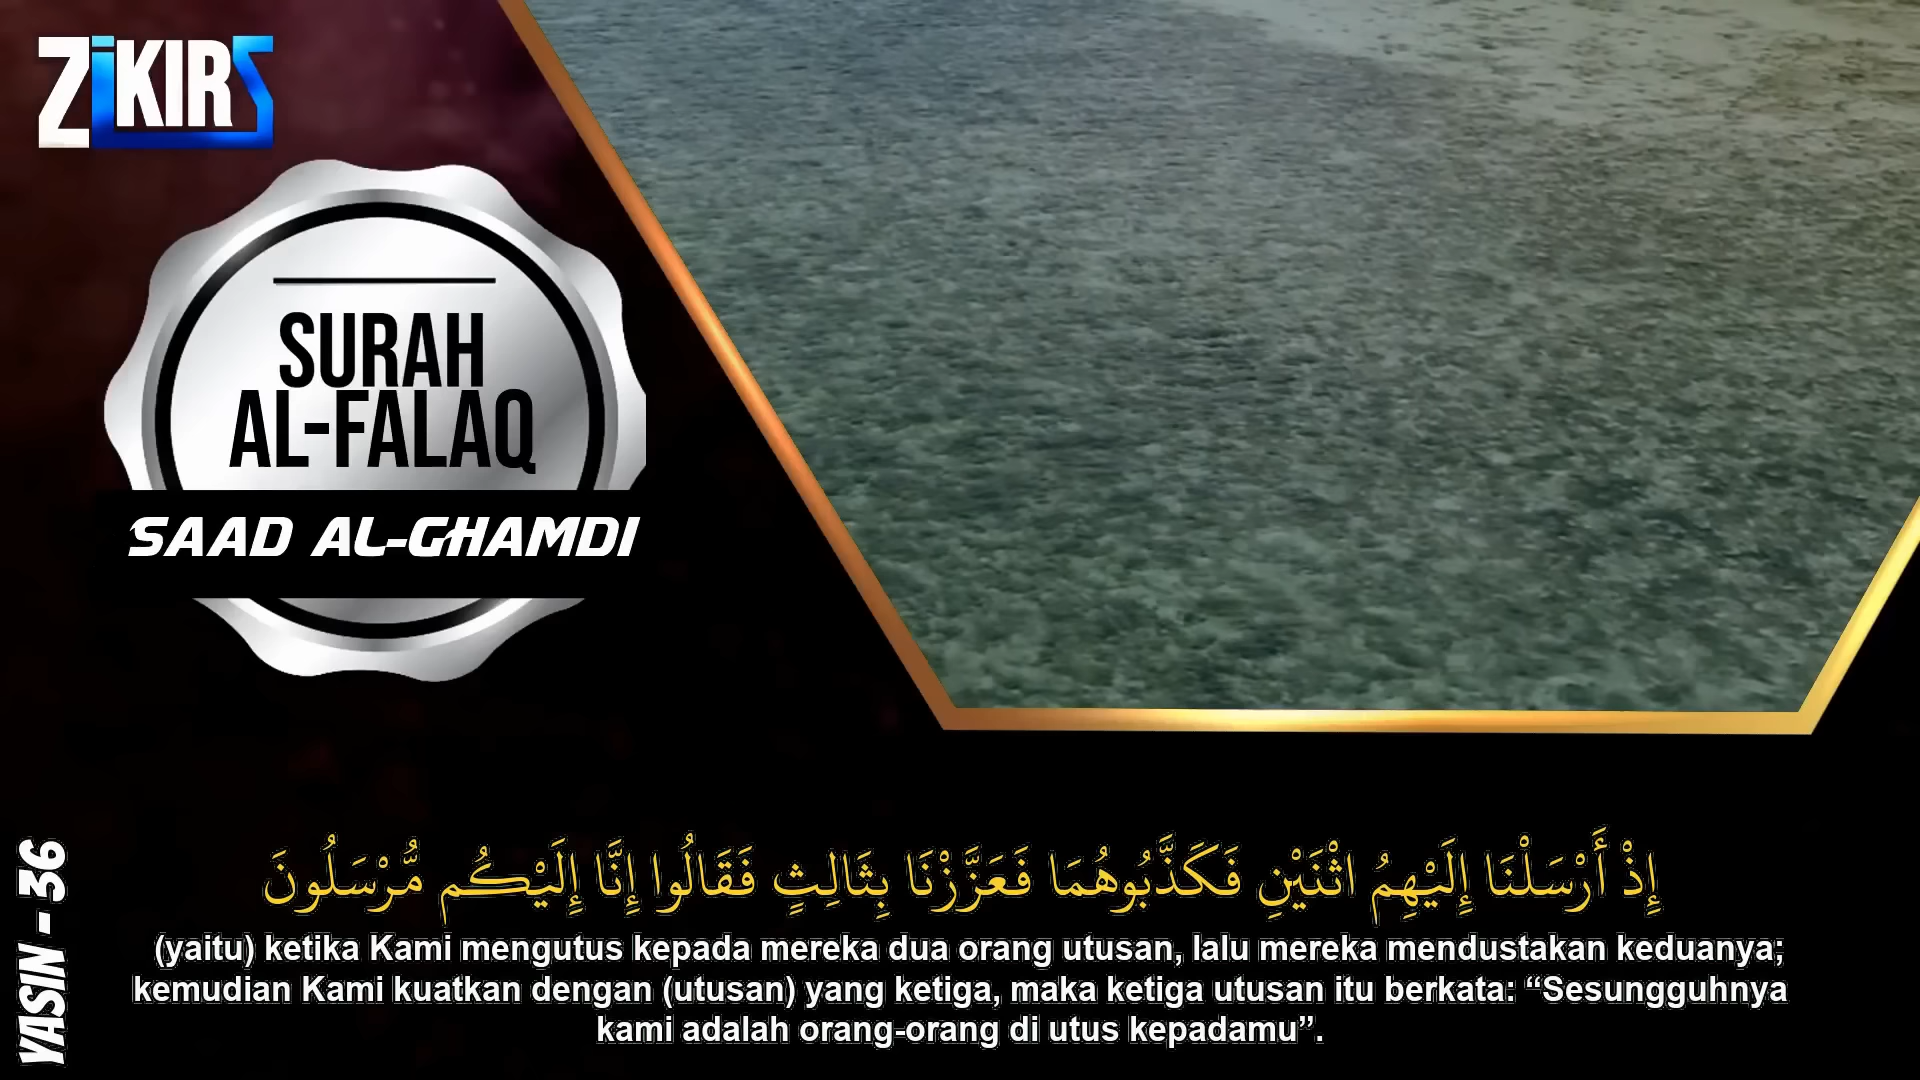 ZiKIRS
SURAH
AL-FALAQ
SAAD AL-GHAMDI
YASIN - 36
إِذْ أَرْسَلْنَا إِلَيْهِمُ اثْنَيْنِ فَكَذَّبُوهُمَا فَعَزَّزْنَا بِثَالِثٍ فَقَالُوا إِنَّا إِلَيْكُم مُّرْسَلُونَ
(yaitu) ketika Kami mengutus kepada mereka dua orang utusan, lalu mereka mendustakan keduanya;
kemudian Kami kuatkan dengan (utusan) yang ketiga, maka ketiga utusan itu berkata: “Sesungguhnya
kami adalah orang-orang di utus kepadamu”.